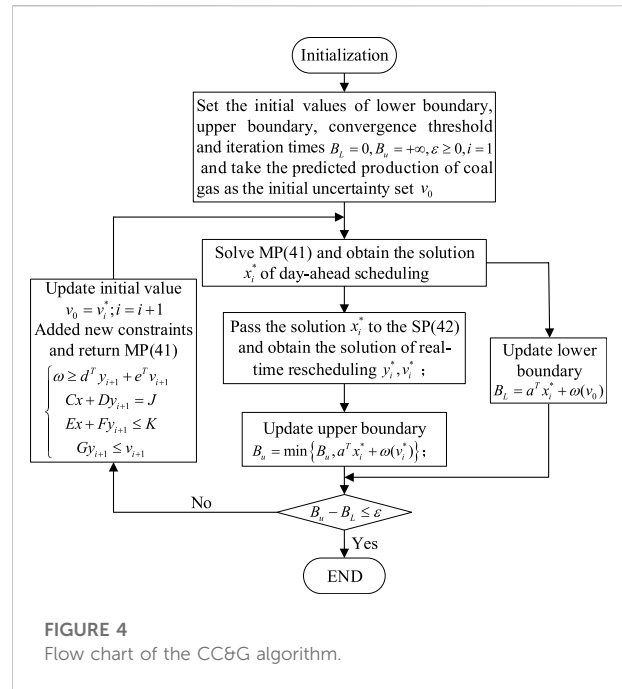 Initialization
Set the initial values of lower boundary,
upper boundary, convergence threshold
and iteration times B_L = 0, B_u = +∞, ε ≥ 0, i = 1
and take the predicted production of coal
gas as the initial uncertainty set v_0
Solve MP(41) and obtain the solution
x_i^* of day-ahead scheduling
Pass the solution x_i^* to the SP(42)
and obtain the solution of real-
time rescheduling y_i^*, v_i^* ;
Update upper boundary
B_u = min{B_u, a^T x_i^* + ω(v_i^*)};
Update lower
boundary
B_L = a^T x_i^* + ω(v_0)
Update initial value
v_0 = v_i^*; i = i + 1
Added new constraints
and return MP(41)
ω ≥ d^T y_{i+1} + e^T v_{i+1}
Cx + Dy_{i+1} = J
Ex + Fy_{i+1} ≤ K
Gy_{i+1} ≤ v_{i+1}
No
B_u − B_L ≤ ε
Yes
END
FIGURE 4
Flow chart of the CC&G algorithm.